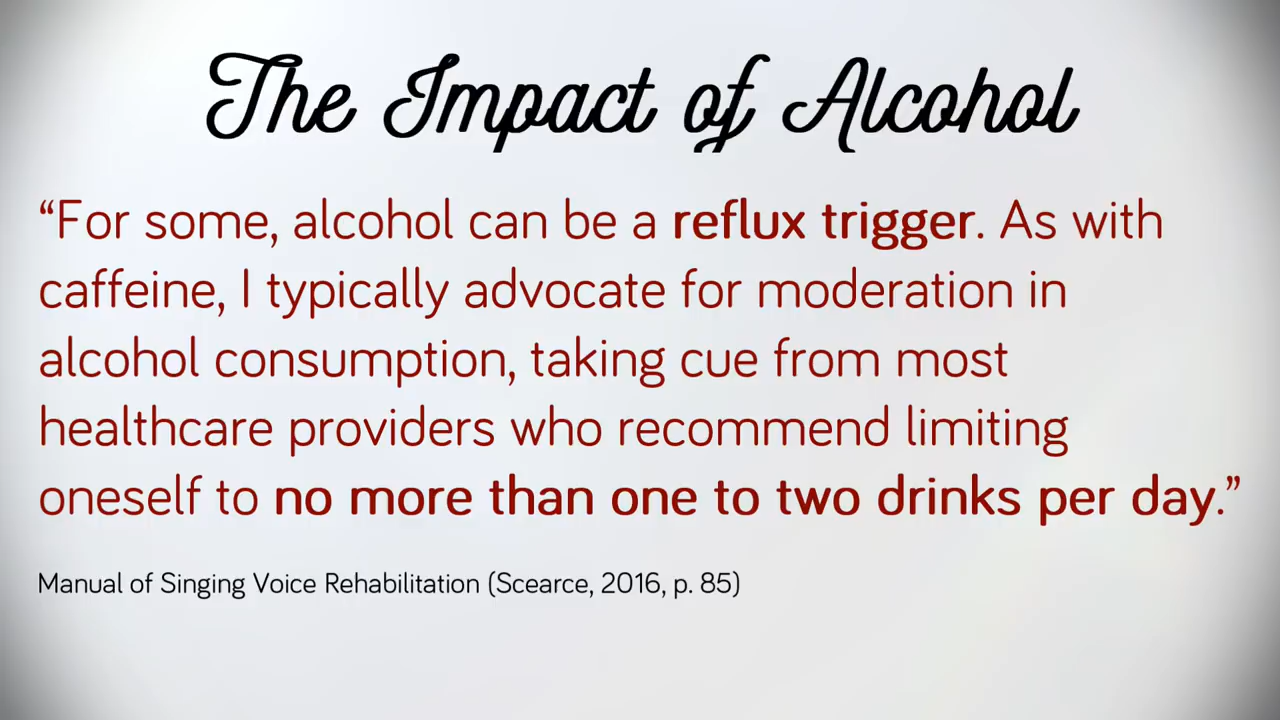 The Impact of Alcohol
“For some, alcohol can be a reflux trigger. As with
caffeine, I typically advocate for moderation in
alcohol consumption, taking cue from most
healthcare providers who recommend limiting
oneself to no more than one to two drinks per day.”
Manual of Singing Voice Rehabilitation (Scearce, 2016, p. 85)